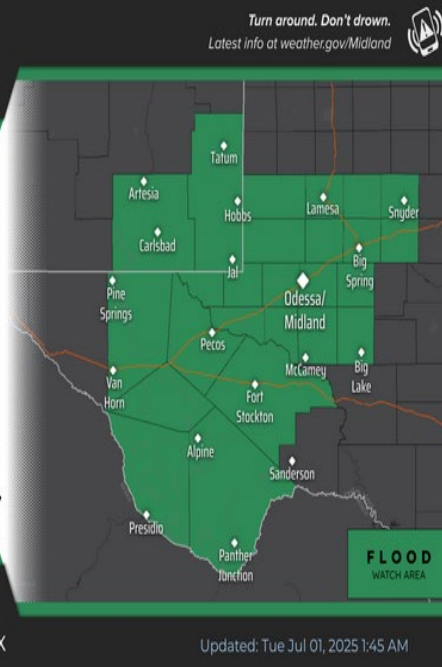 Turn around. Don't drown.
Latest info at weather.gov/Midland
Tatum
Artesia
Hobbs
Lamesa
Snyder
Carlsbad
Jal
Big
Spring
Pine
Springs
Odessa/
Midland
Pecos
McCamey
Big
Lake
Van
Horn
Fort
Stockton
Alpine
Sanderson
Presidio
Panther
Junction
FLOOD
WATCH AREA
X
Updated: Tue Jul 01, 2025 1:45 AM